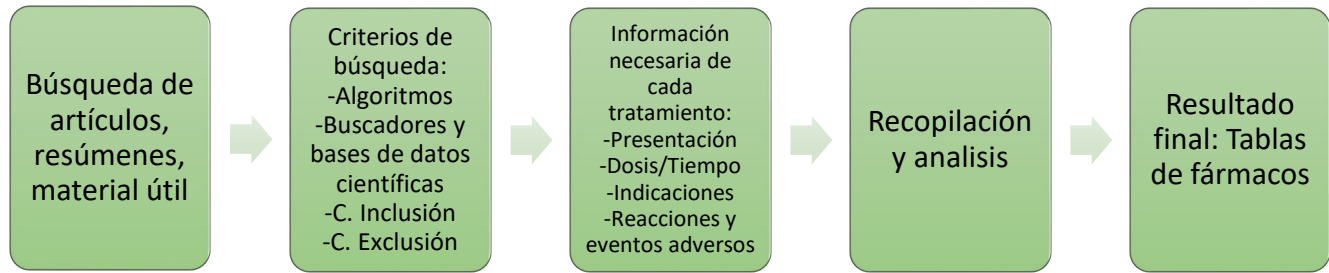 Búsqueda de
artículos,
resúmenes,
material útil
Criterios de
búsqueda:
-Algoritmos
-Buscadores y
bases de datos
científicas
-C. Inclusión
-C. Exclusión
Información
necesaria de
cada
tratamiento:
-Presentación
-Dosis/Tiempo
-Indicaciones
-Reacciones y
eventos adversos
Recopilación
y analisis
Resultado
final: Tablas
de fármacos